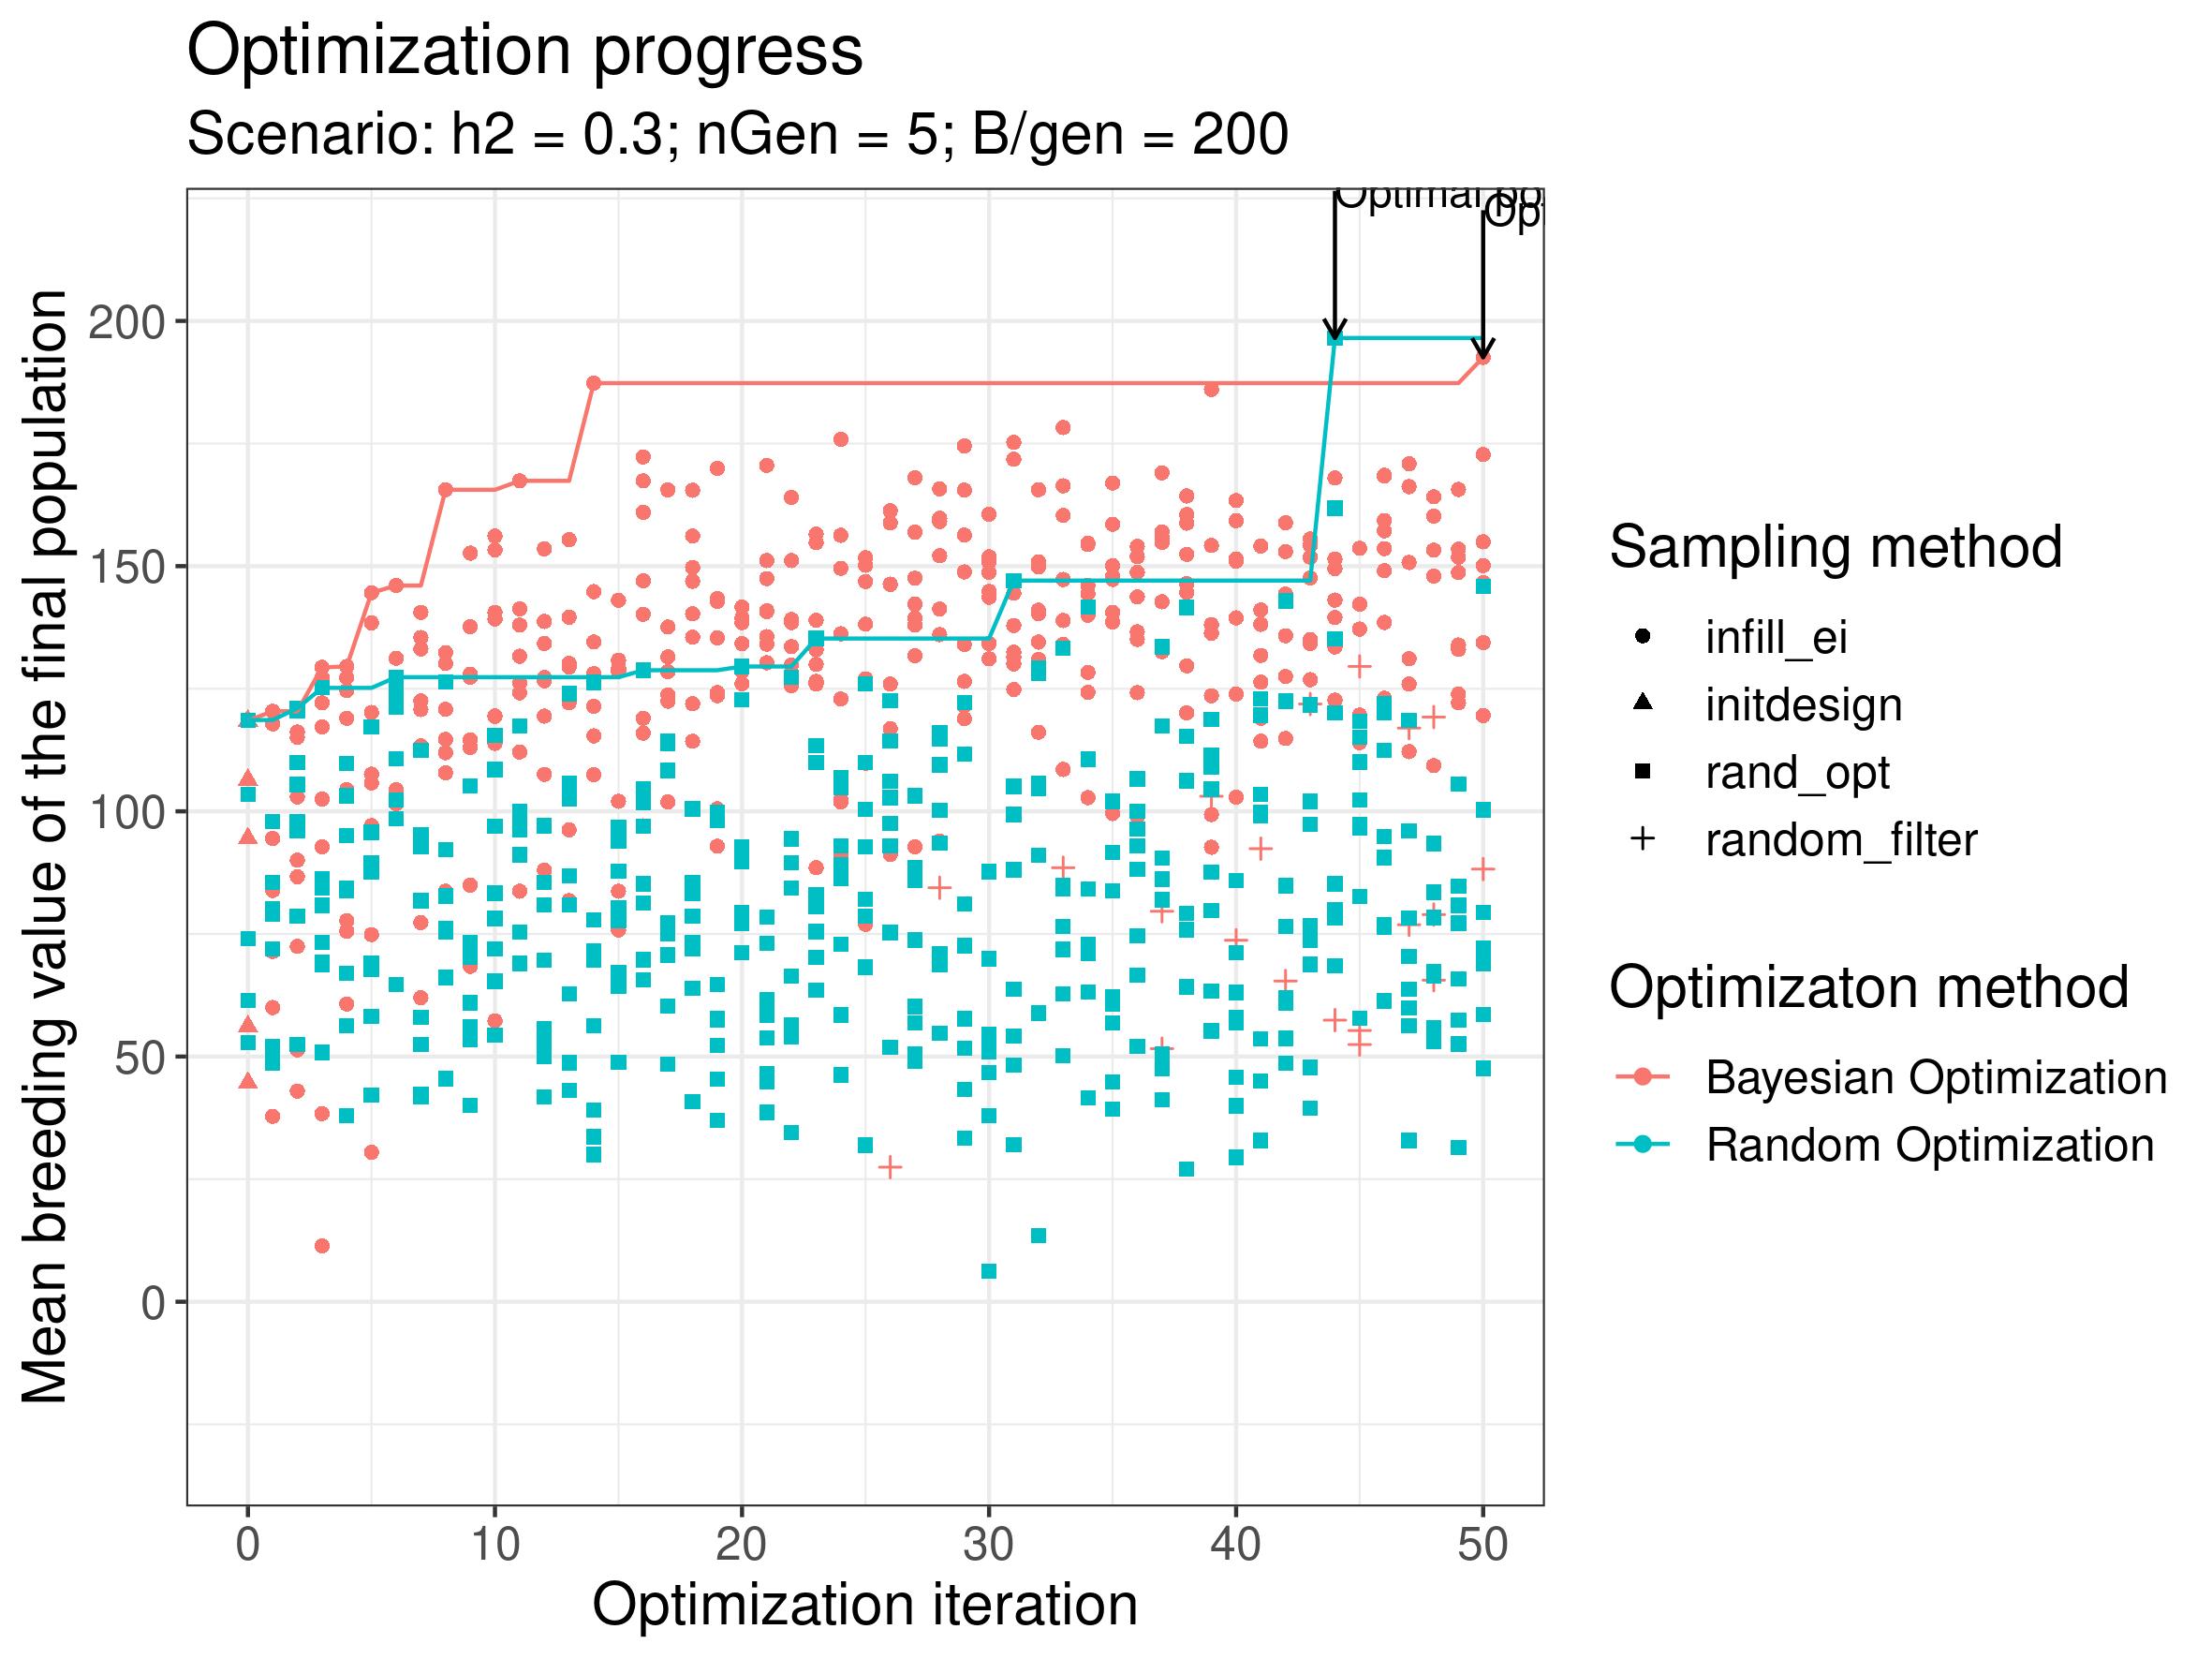 Optimization progress
Scenario: h2 = 0.3; nGen = 5; B/gen = 200
Mean breeding value of the final population
200
150
100
50
0
Optimal
0
10
20
30
40
50
Optimization iteration
Sampling method
infill_ei
initdesign
rand_opt
random_filter
Optimizaton method
Bayesian Optimization
Random Optimization